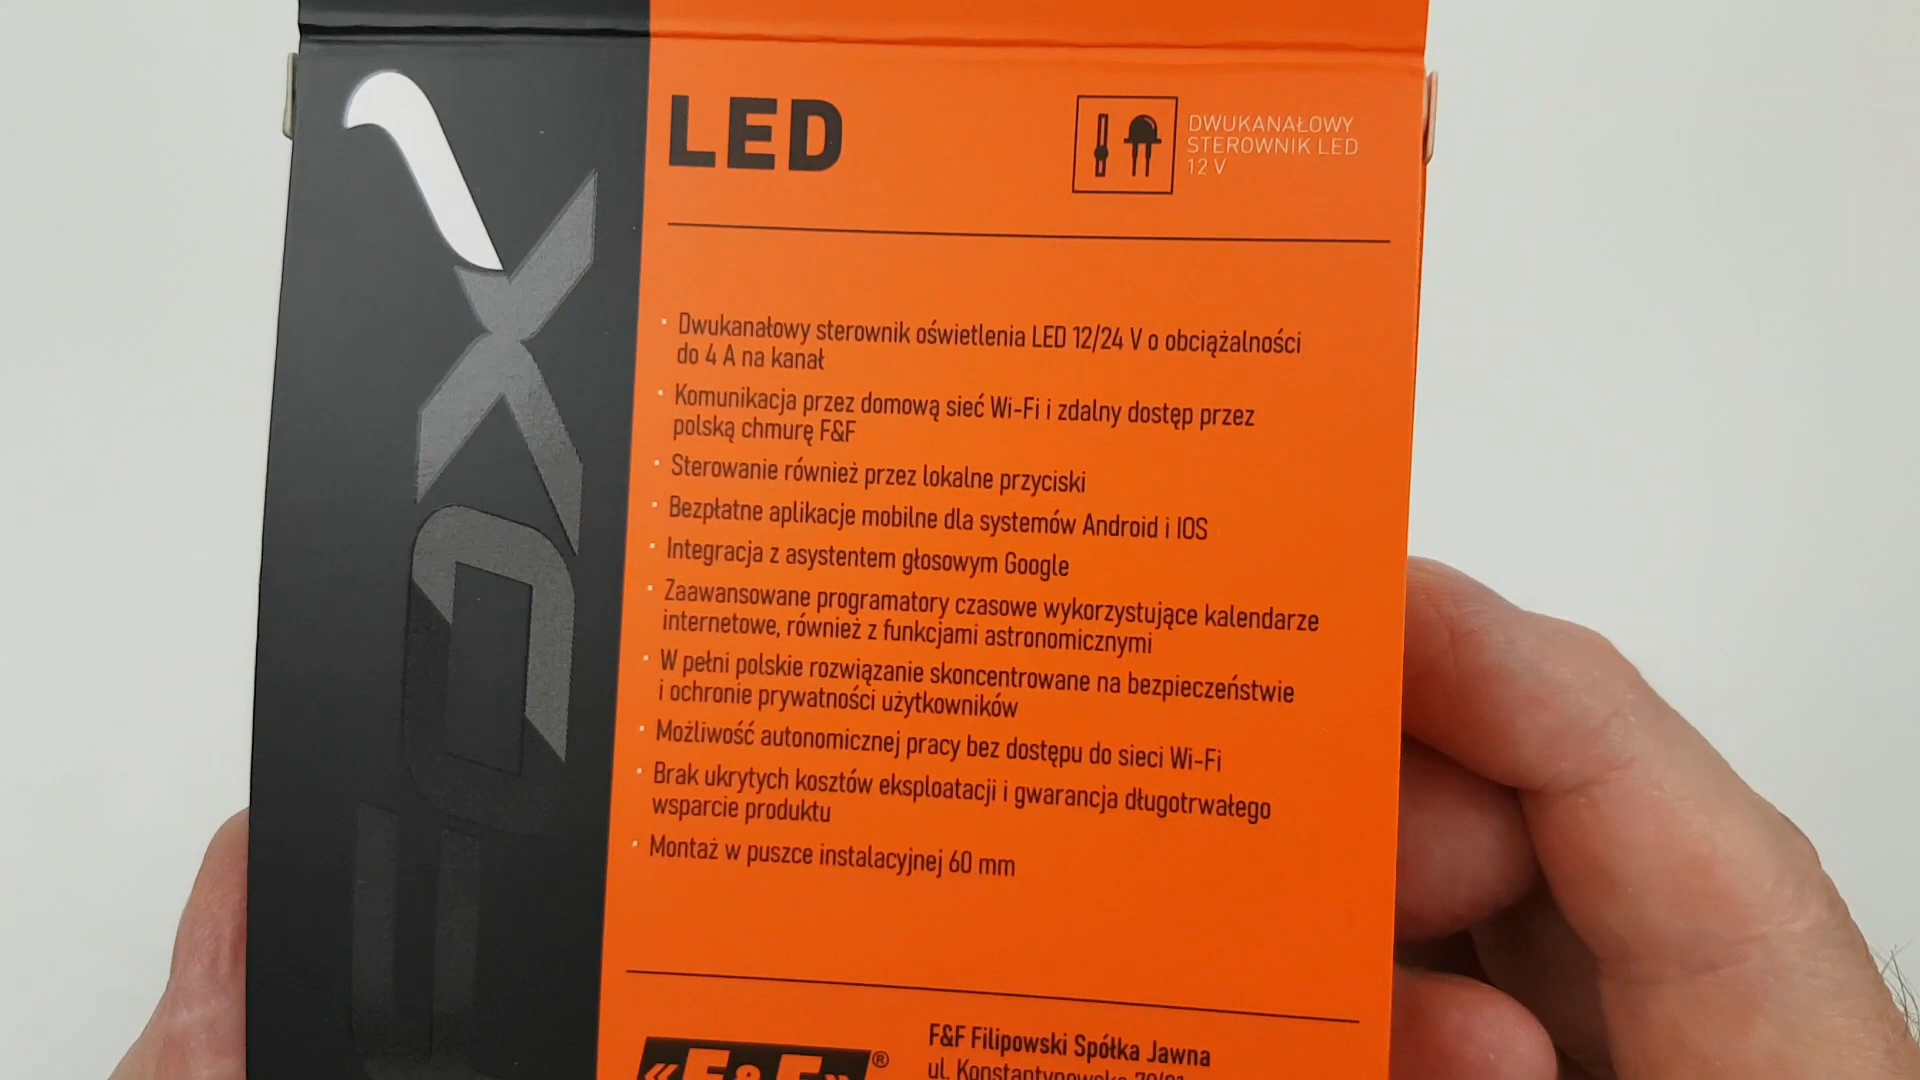 LED
DWUKANAŁOWY
STEROWNIK LED
12 V
FOX
· Dwukanałowy sterownik oświetlenia LED 12/24 V o obciążalności
do 4 A na kanał
· Komunikacja przez domową sieć Wi-Fi i zdalny dostęp przez
polską chmurę F&F
· Sterowanie również przez lokalne przyciski
· Bezpłatne aplikacje mobilne dla systemów Android i IOS
· Integracja z asystentem głosowym Google
· Zaawansowane programatory czasowe wykorzystujące kalendarze
internetowe, również z funkcjami astronomicznymi
· W pełni polskie rozwiązanie skoncentrowane na bezpieczeństwie
i ochronie prywatności użytkowników
· Możliwość autonomicznej pracy bez dostępu do sieci Wi-Fi
· Brak ukrytych kosztów eksploatacji i gwarancja długotrwałego
wsparcie produktu
· Montaż w puszce instalacyjnej 60 mm
«F&F»®
F&F Filipowski Spółka Jawna
ul. Konstantynowska